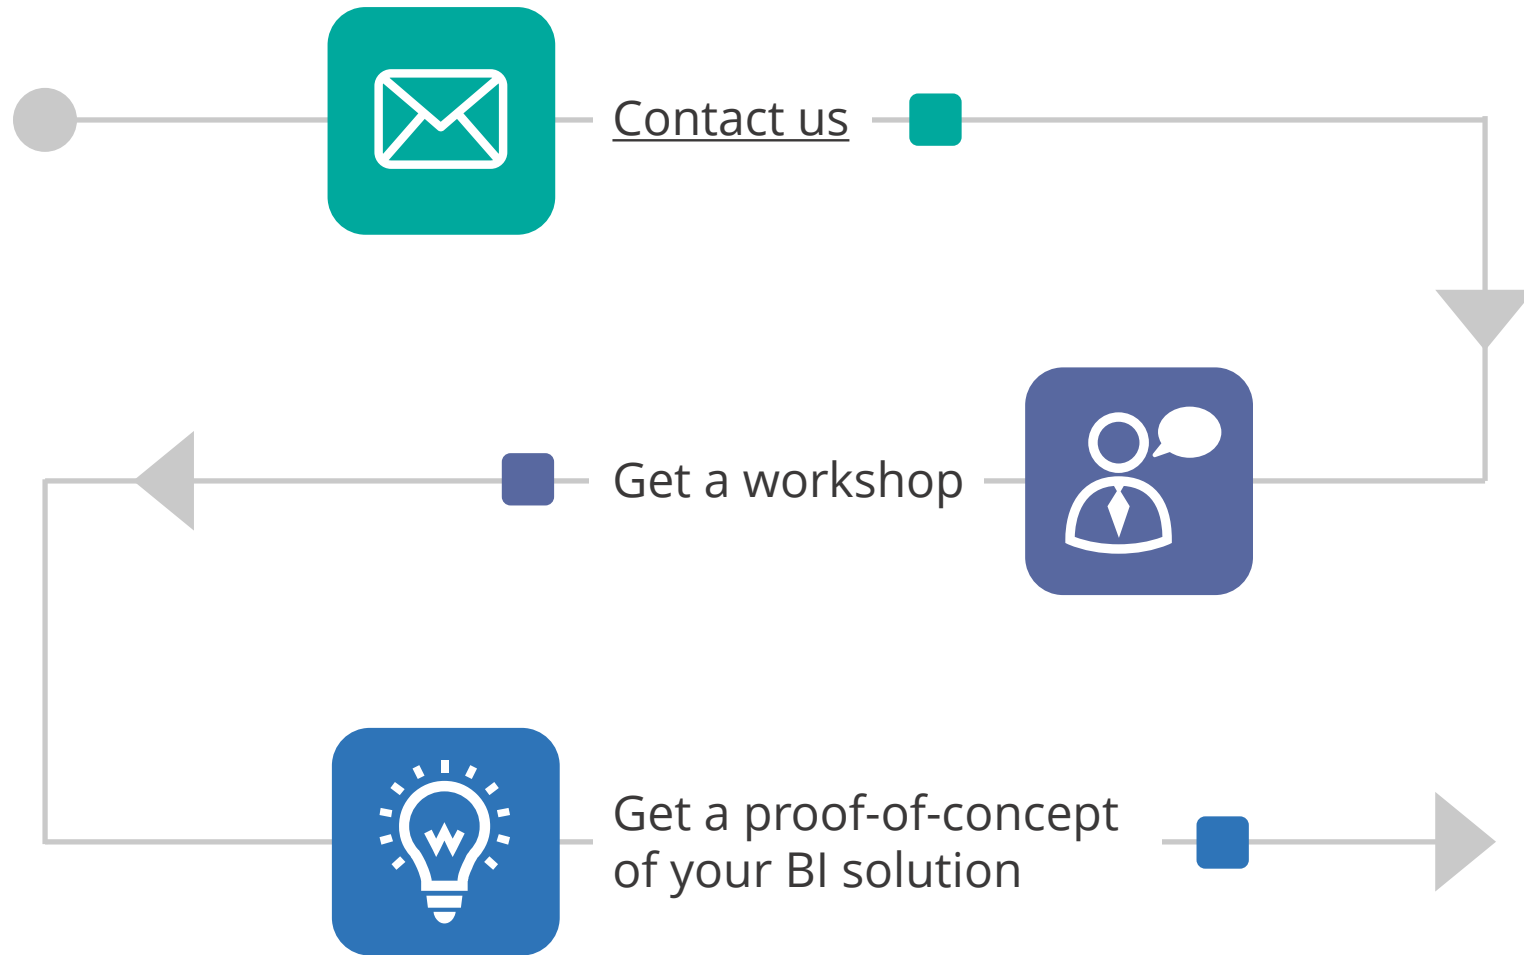 Contact us
Get a workshop
Get a proof-of-concept
of your BI solution